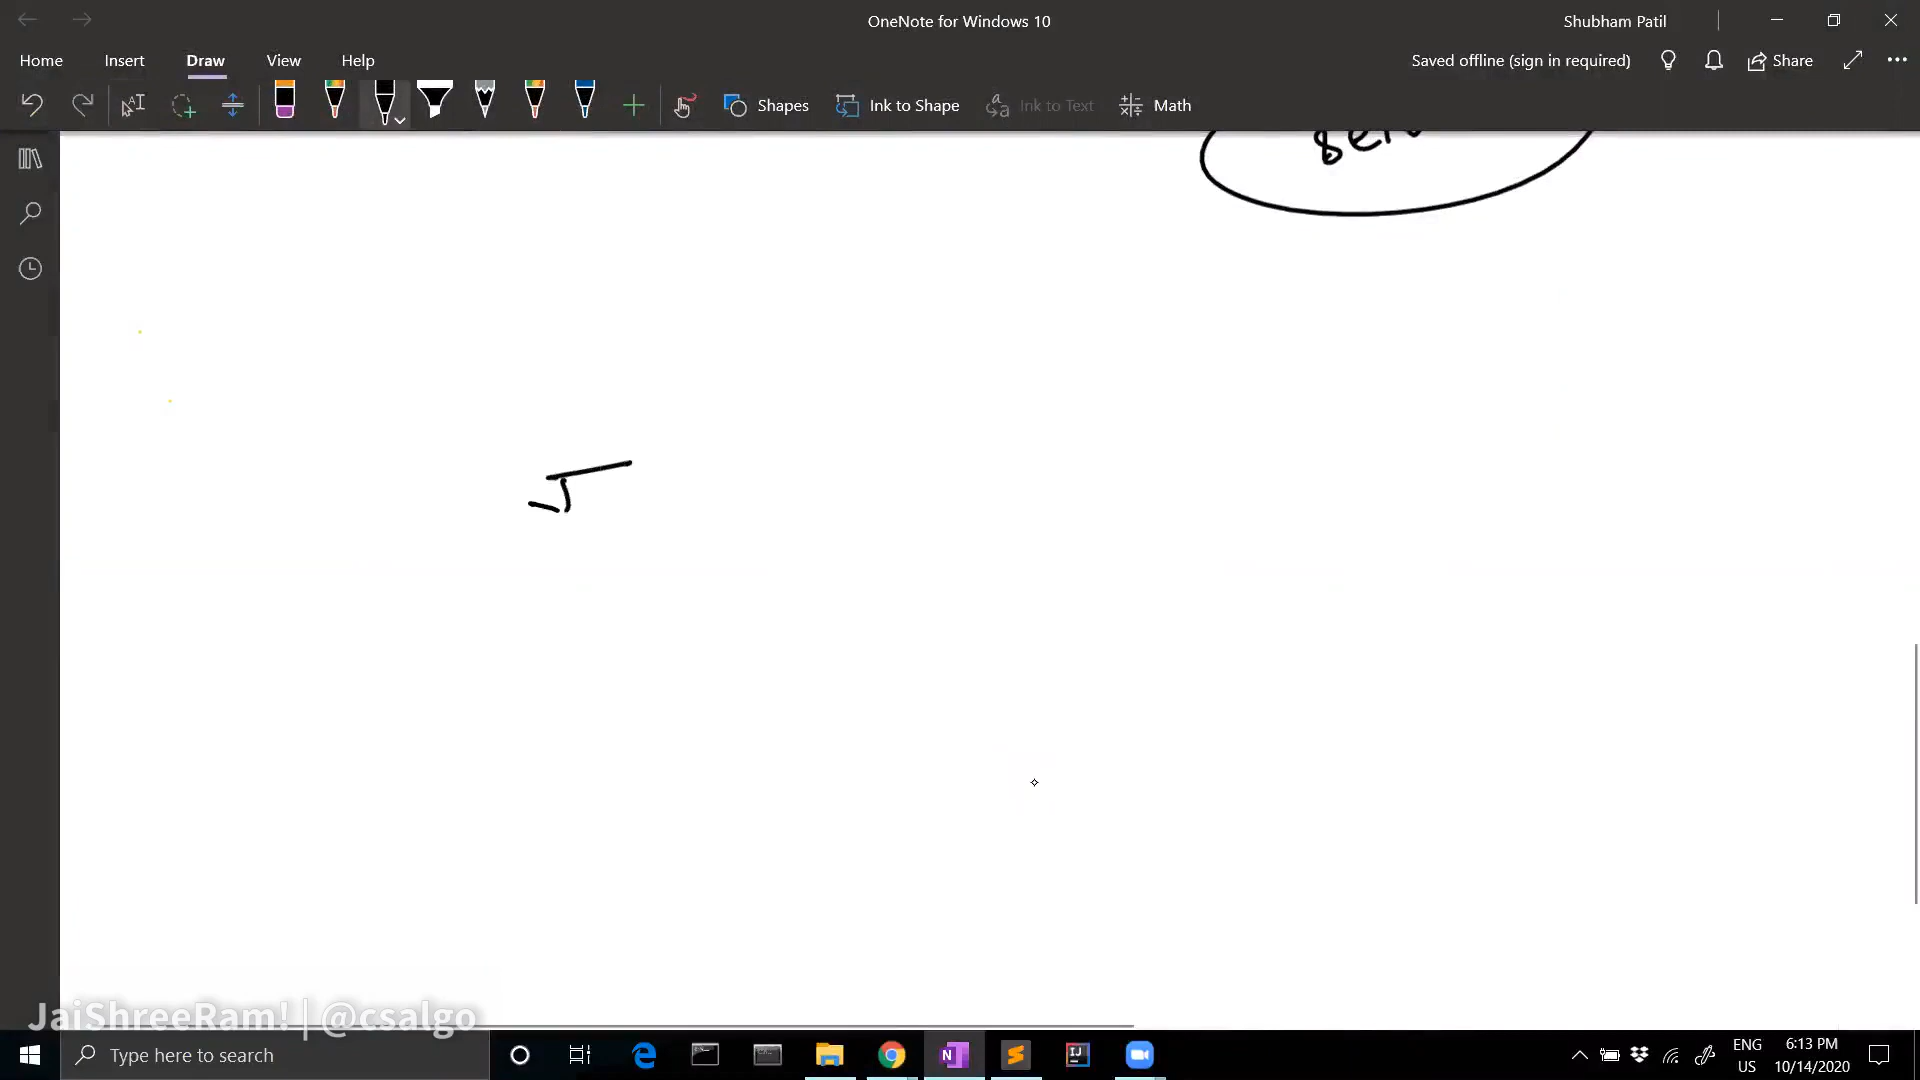 OneNote for Windows 10
Shubham Patil
Home Insert Draw View Help
Saved offline (sign in required) Share
Shapes Ink to Shape Ink to Text Math
JaiShreeRam! | @csalgo
Type here to search
ENG
US
6:13 PM
10/14/2020